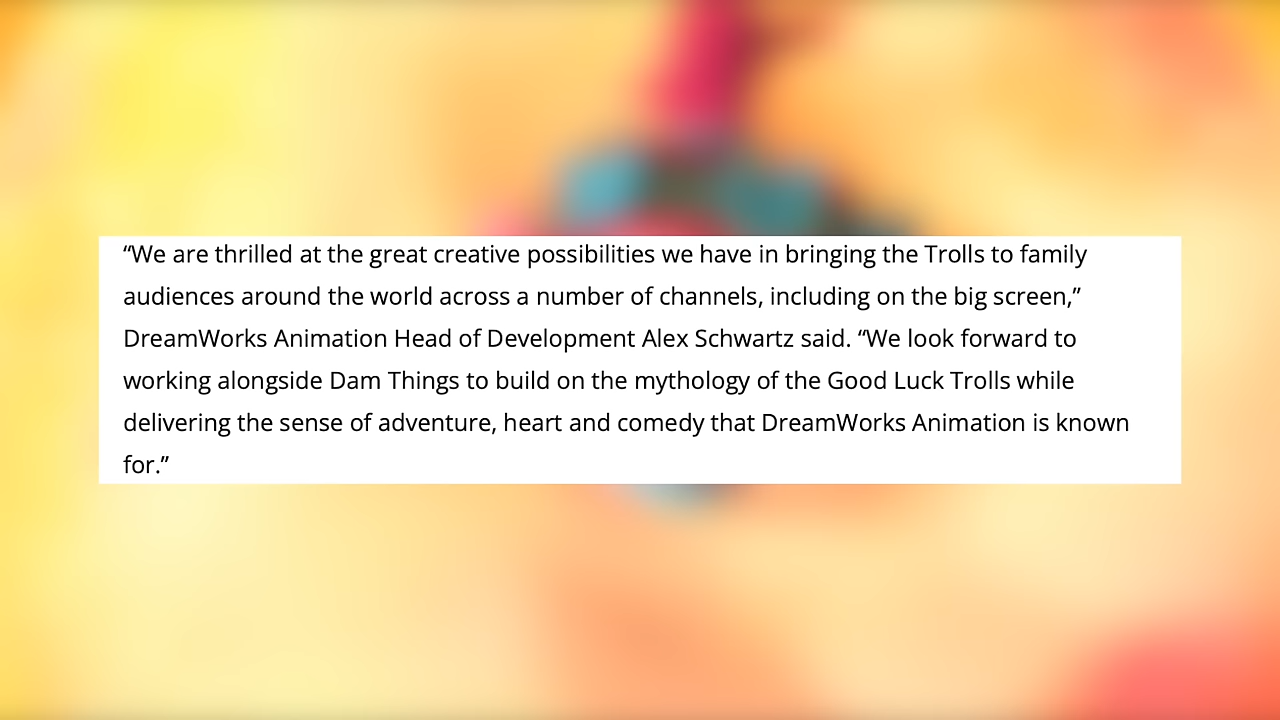 “We are thrilled at the great creative possibilities we have in bringing the Trolls to family
audiences around the world across a number of channels, including on the big screen,”
DreamWorks Animation Head of Development Alex Schwartz said. “We look forward to
working alongside Dam Things to build on the mythology of the Good Luck Trolls while
delivering the sense of adventure, heart and comedy that DreamWorks Animation is known
for.”